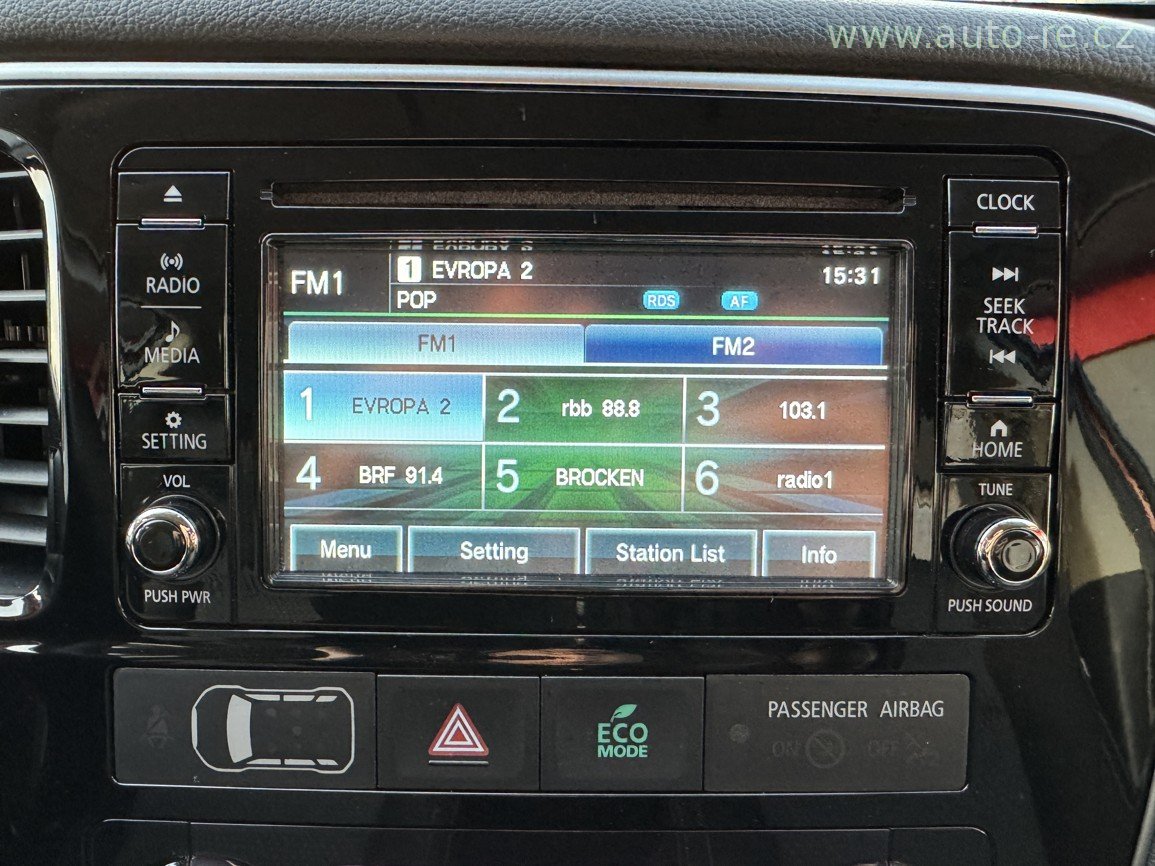 www.auto-re.cz
CLOCK
RADIO
MEDIA
SETTING
VOL
PUSH PWR
FM1
1 EVROPA 2
POP
RDS
AF
15:31
FM1
FM2
1 EVROPA 2
2 rbb 88.8
3 103.1
4 BRF 91.4
5 BROCKEN
6 radio1
Menu
Setting
Station List
Info
SEEK
TRACK
HOME
TUNE
PUSH SOUND
ECO
MODE
PASSENGER AIRBAG